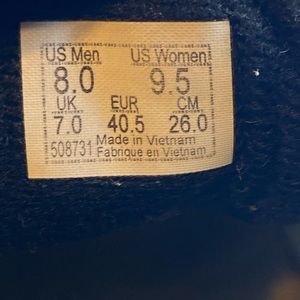 US Men US Women
8.0 9.5
UK EUR CM
7.0 40.5 26.0
508731 Made in Vietnam
Fabrique en Vietnam